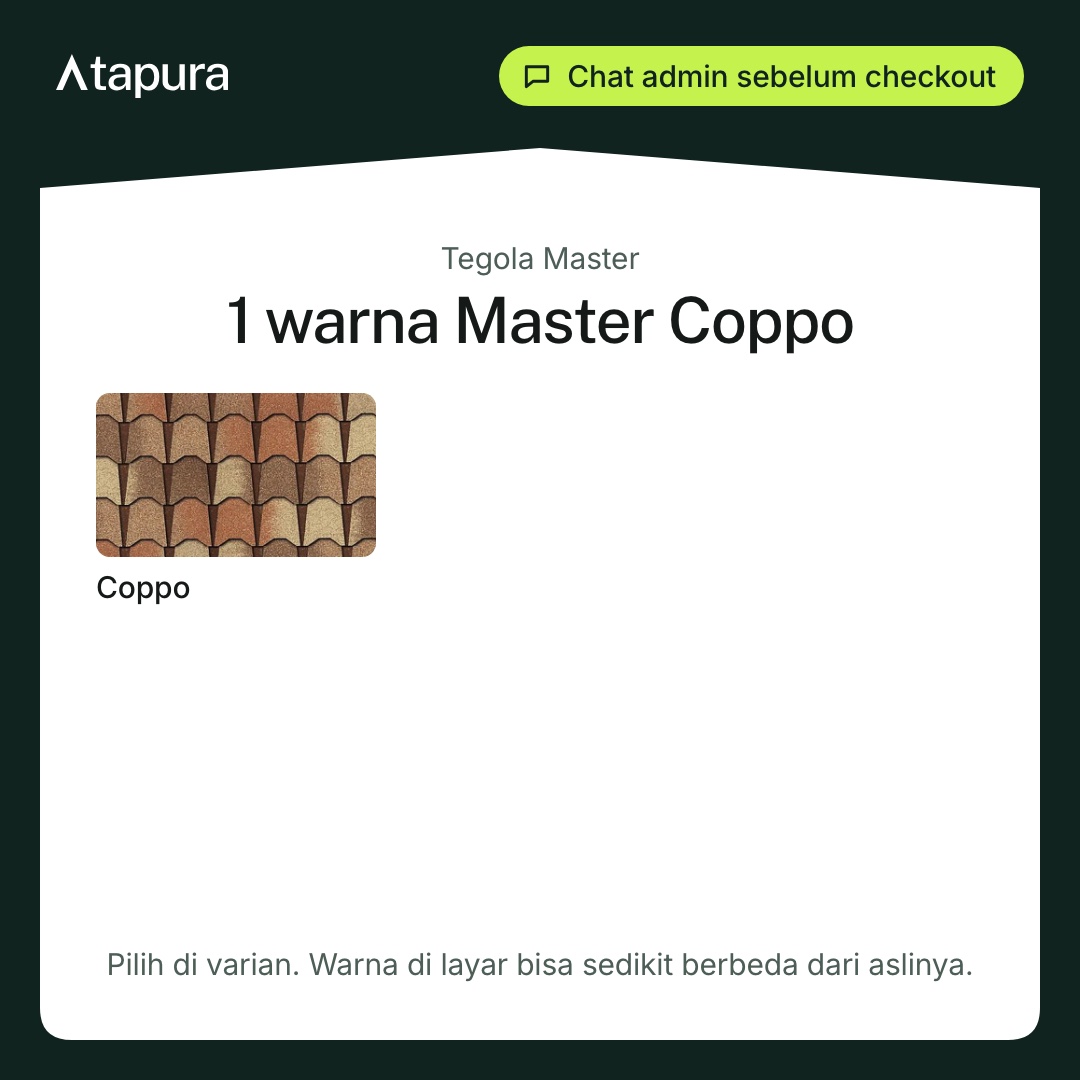 Atapura
Chat admin sebelum checkout
Tegola Master
1 warna Master Coppo
Coppo
Pilih di varian. Warna di layar bisa sedikit berbeda dari aslinya.